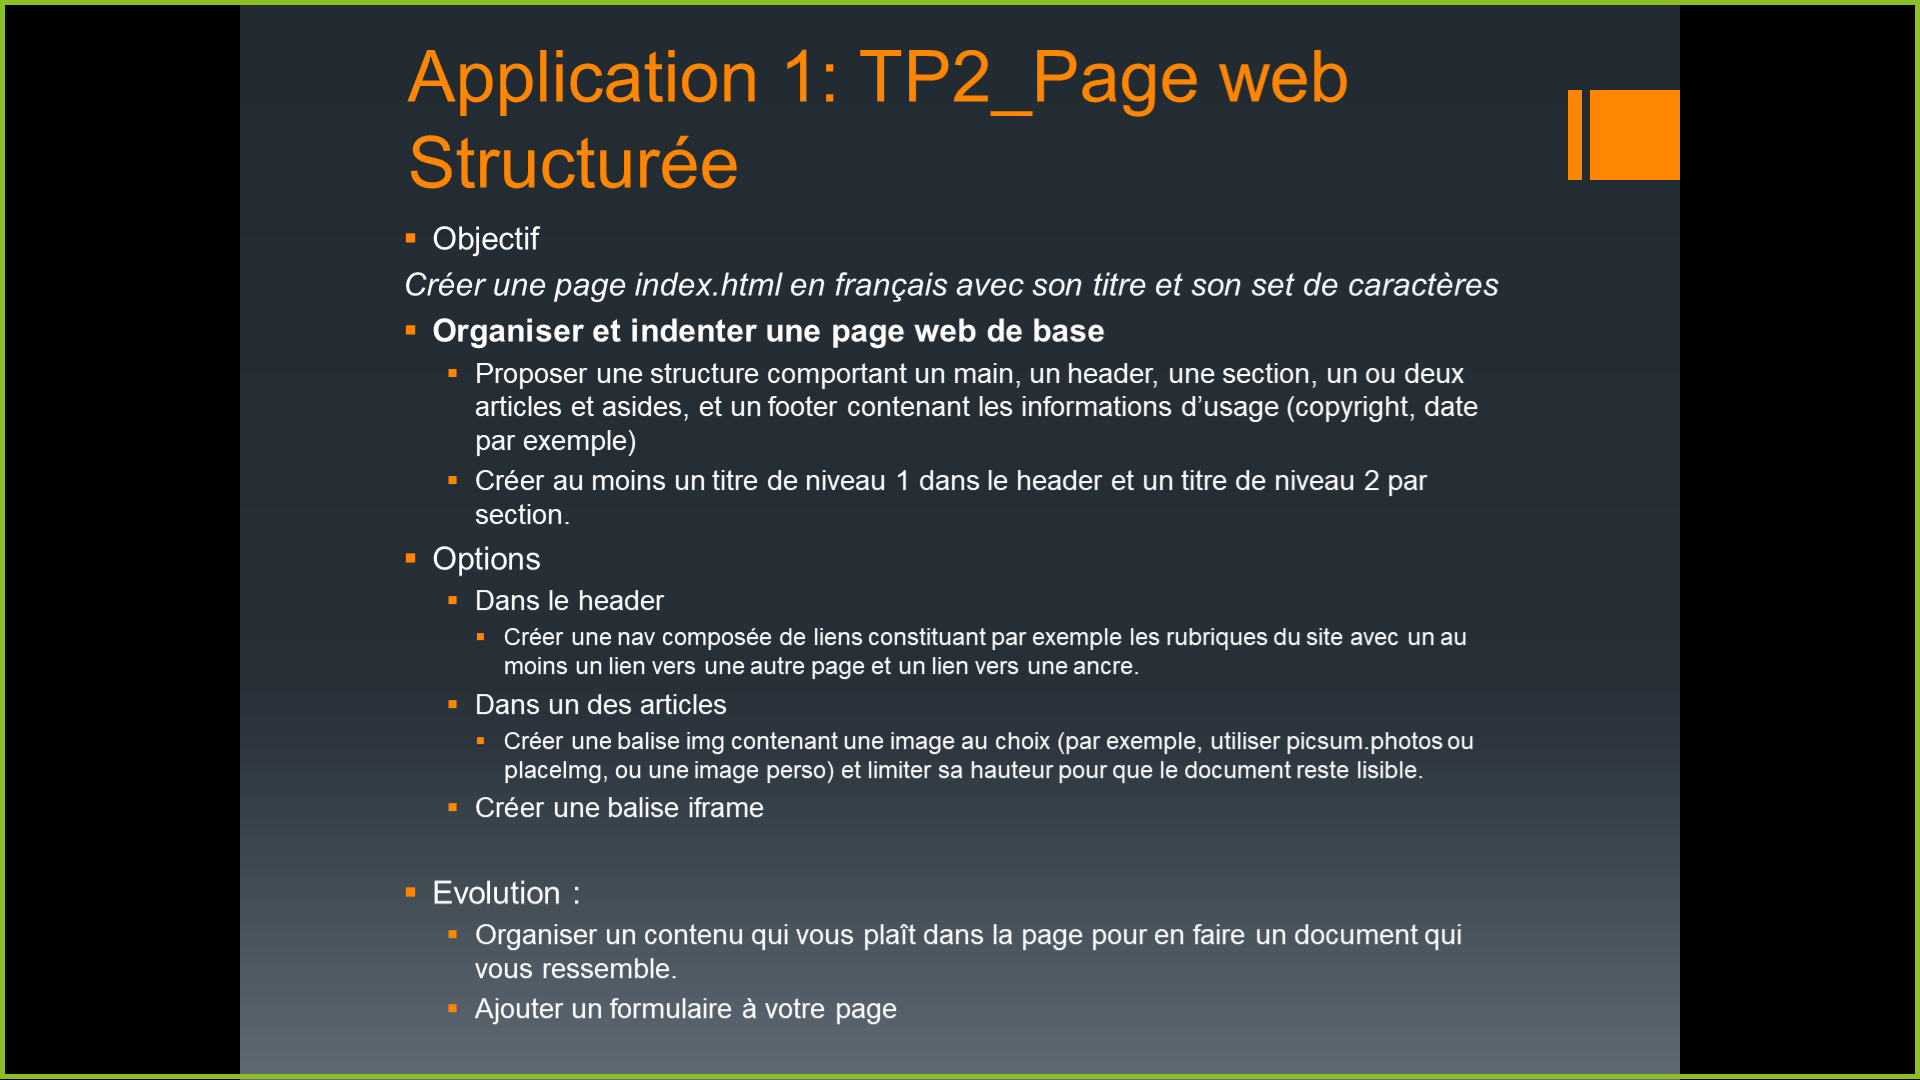 Application 1: TP2_Page web
Structurée
Objectif
Créer une page index.html en français avec son titre et son set de caractères
Organiser et indenter une page web de base
Proposer une structure comportant un main, un header, une section, un ou deux
articles et asides, et un footer contenant les informations d’usage (copyright, date
par exemple)
Créer au moins un titre de niveau 1 dans le header et un titre de niveau 2 par
section.
Options
Dans le header
Créer une nav composée de liens constituant par exemple les rubriques du site avec un au
moins un lien vers une autre page et un lien vers une ancre.
Dans un des articles
Créer une balise img contenant une image au choix (par exemple, utiliser picsum.photos ou
placeImg, ou une image perso) et limiter sa hauteur pour que le document reste lisible.
Créer une balise iframe
Evolution :
Organiser un contenu qui vous plaît dans la page pour en faire un document qui
vous ressemble.
Ajouter un formulaire à votre page